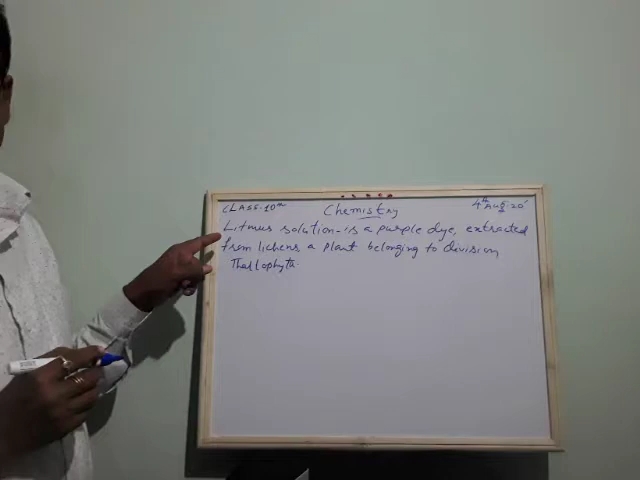 CLASS:10th Chemistry 4th Aug 20'
Litmus solution-is a purple dye, extracted
from lichens a plant belonging to division,
Thallophyta.